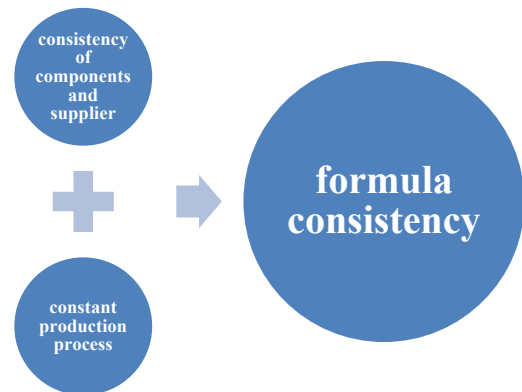 consistency
of
components
and
supplier
formula
consistency
constant
production
process